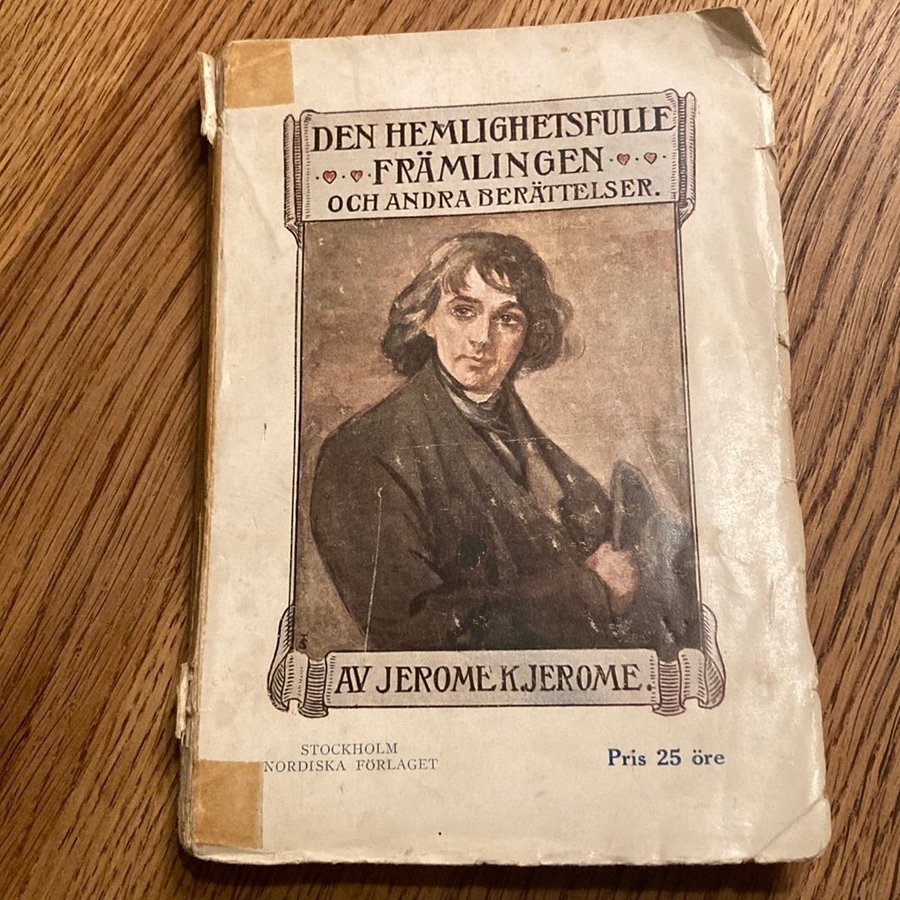 DEN HEMLIGHETSFULLE
FRÄMLINGEN
OCH ANDRA BERÄTTELSER.
AV JEROME K. JEROME.
STOCKHOLM
NORDISKA FÖRLAGET
Pris 25 öre